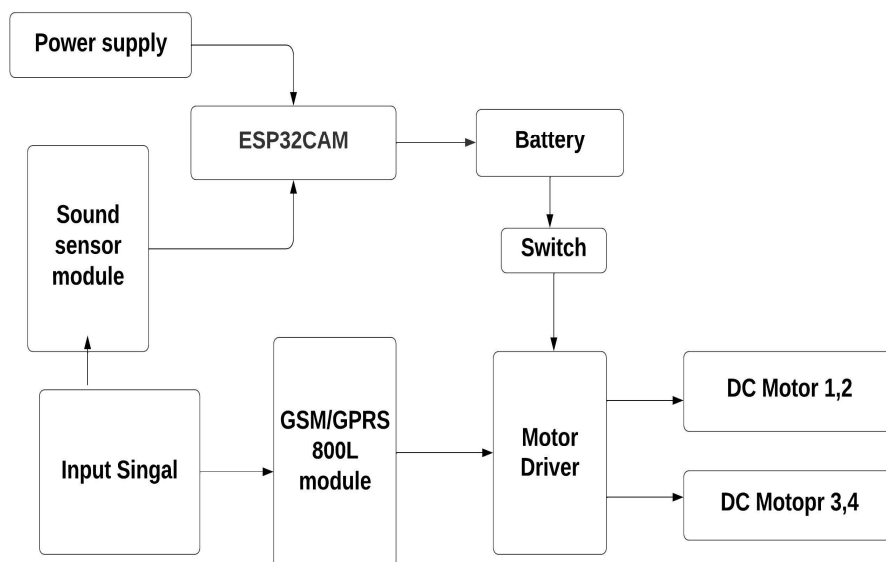 Power supply
ESP32CAM
Battery
Sound
sensor
module
Switch
GSM/GPRS
800L
module
DC Motor 1,2
Input Singal
Motor
Driver
DC Motopr 3,4